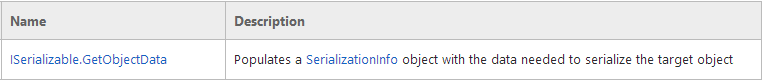 Name Description
ISerializable.GetObjectData Populates a SerializationInfo object with the data needed to serialize the target object